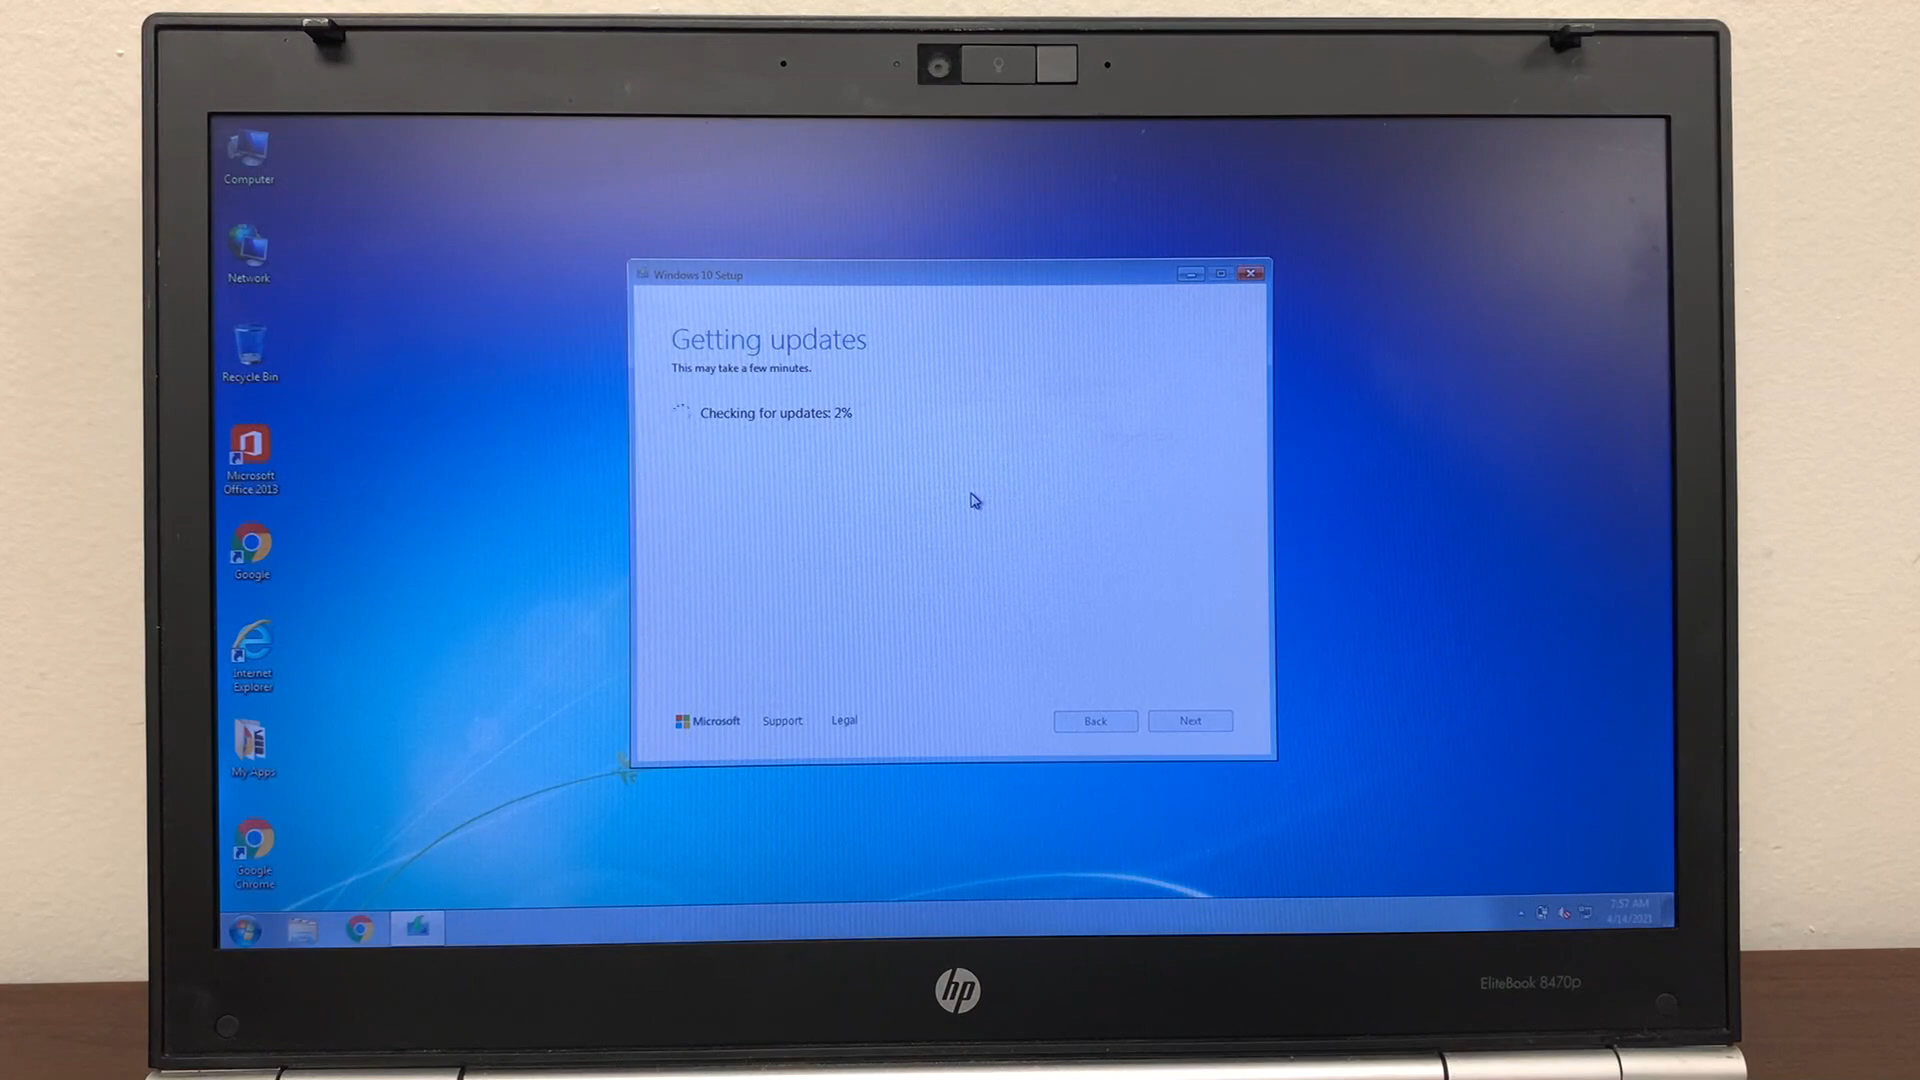 Computer
Network
Recycle Bin
Microsoft
Office 2013
Google
Internet
Explorer
My Apps
Google
Chrome
Windows 10 Setup
Getting updates
This may take a few minutes.
Checking for updates: 2%
Microsoft
Support
Legal
Back
Next
7:57 AM
4/14/2021
hp
EliteBook 8470p